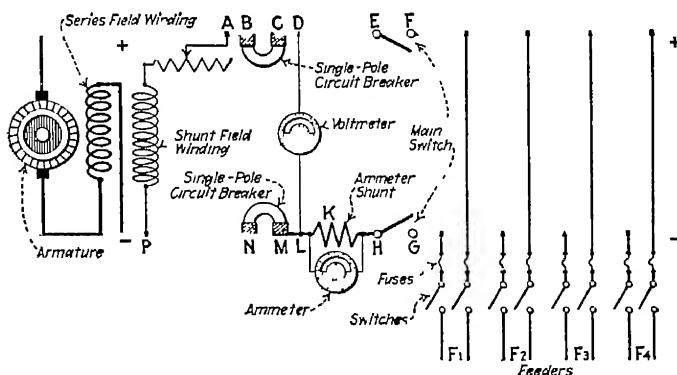 Series Field Winding
+
A B C D
E F
+
Single-Pole
Circuit Breaker
Shunt Field
Winding
Voltmeter
Main
Switch
Single-Pole
Circuit Breaker
Ammeter
Shunt
K
-
P
N M L
H G
-
Armature
Ammeter
Fuses
Switches
F1 F2 F3 F4
Feeders